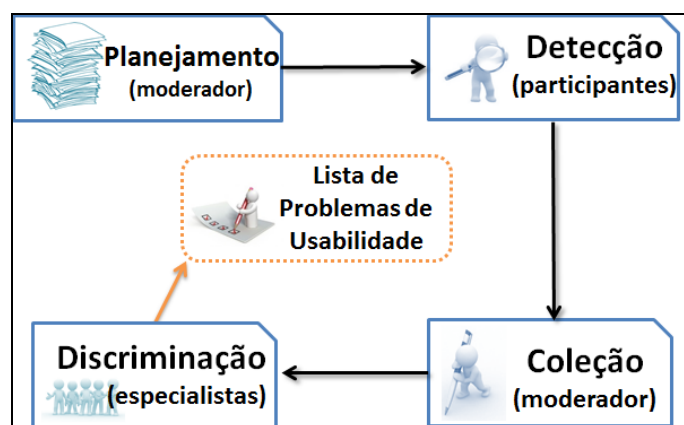 Planejamento
(moderador)
Detecção
(participantes)
Lista de
Problemas de
Usabilidade
Discriminação
(especialistas)
Coleção
(moderador)